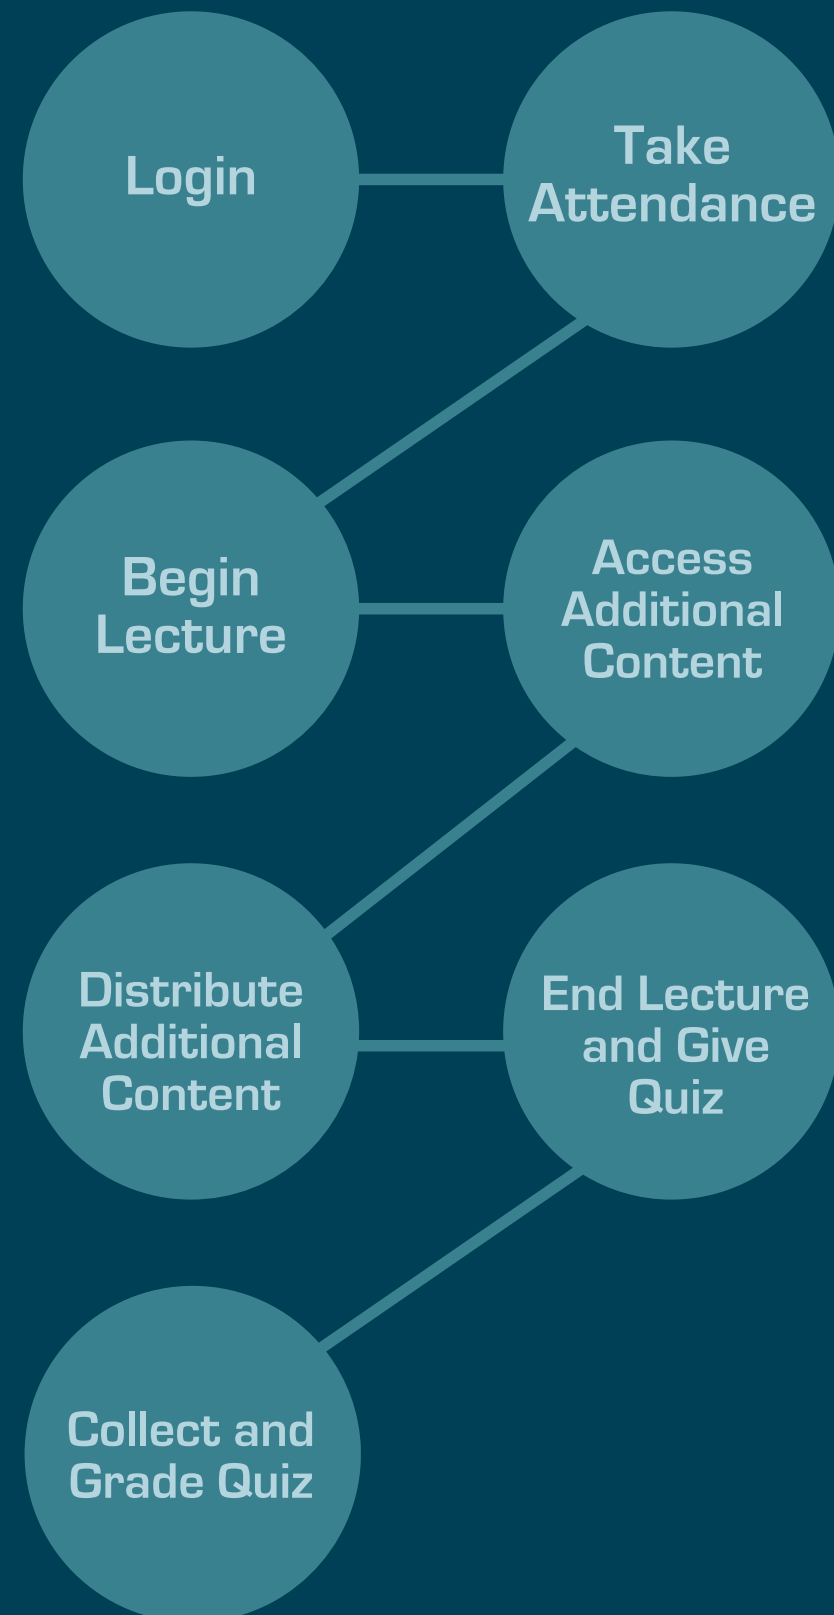 Login
Take
Attendance
Begin
Lecture
Access
Additional
Content
Distribute
Additional
Content
End Lecture
and Give
Quiz
Collect and
Grade Quiz